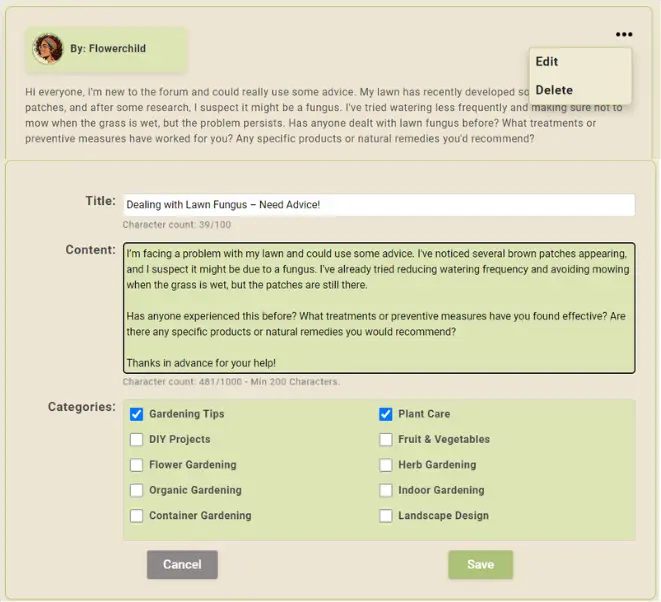 By: Flowerchild
Edit
Delete
Hi everyone, I'm new to the forum and could really use some advice. My lawn has recently developed
patches, and after some research, I suspect it might be a fungus. I've tried watering less frequently and making sure not to
mow when the grass is wet, but the problem persists. Has anyone dealt with lawn fungus before? What treatments or
preventive measures have worked for you? Any specific products or natural remedies you'd recommend?
Title:
Dealing with Lawn Fungus – Need Advice!
Character count: 39/100
Content:
I'm facing a problem with my lawn and could use some advice. I've noticed several brown patches appearing,
and I suspect it might be due to a fungus. I've already tried reducing watering frequency and avoiding mowing
when the grass is wet, but the patches are still there.
Has anyone experienced this before? What treatments or preventive measures have you found effective? Are
there any specific products or natural remedies you would recommend?
Thanks in advance for your help!
Character count: 481/1000 - Min 200 Characters.
Categories:
Gardening Tips
Plant Care
DIY Projects
Fruit & Vegetables
Flower Gardening
Herb Gardening
Organic Gardening
Indoor Gardening
Container Gardening
Landscape Design
Cancel
Save